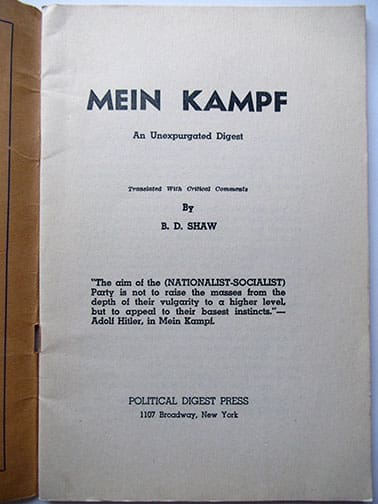 MEIN KAMPF
An Unexpurgated Digest
Translated With Critical Comments
By
B. D. SHAW
"The aim of the (NATIONALIST-SOCIALIST)
Party is not to raise the masses from the
depth of their vulgarity to a higher level,
but to appeal to their basest instincts."—
Adolf Hitler, in Mein Kampf.
POLITICAL DIGEST PRESS
1107 Broadway, New York